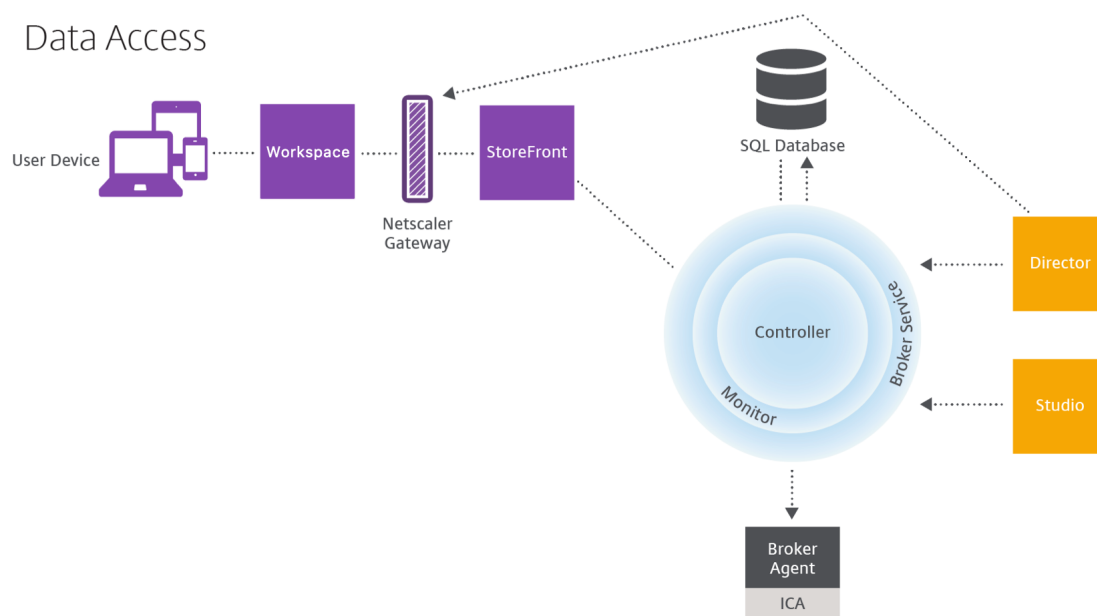 Data Access
User Device
Workspace
Netscaler
Gateway
StoreFront
SQL Database
Controller
Monitor
Broker Service
Director
Studio
Broker
Agent
ICA